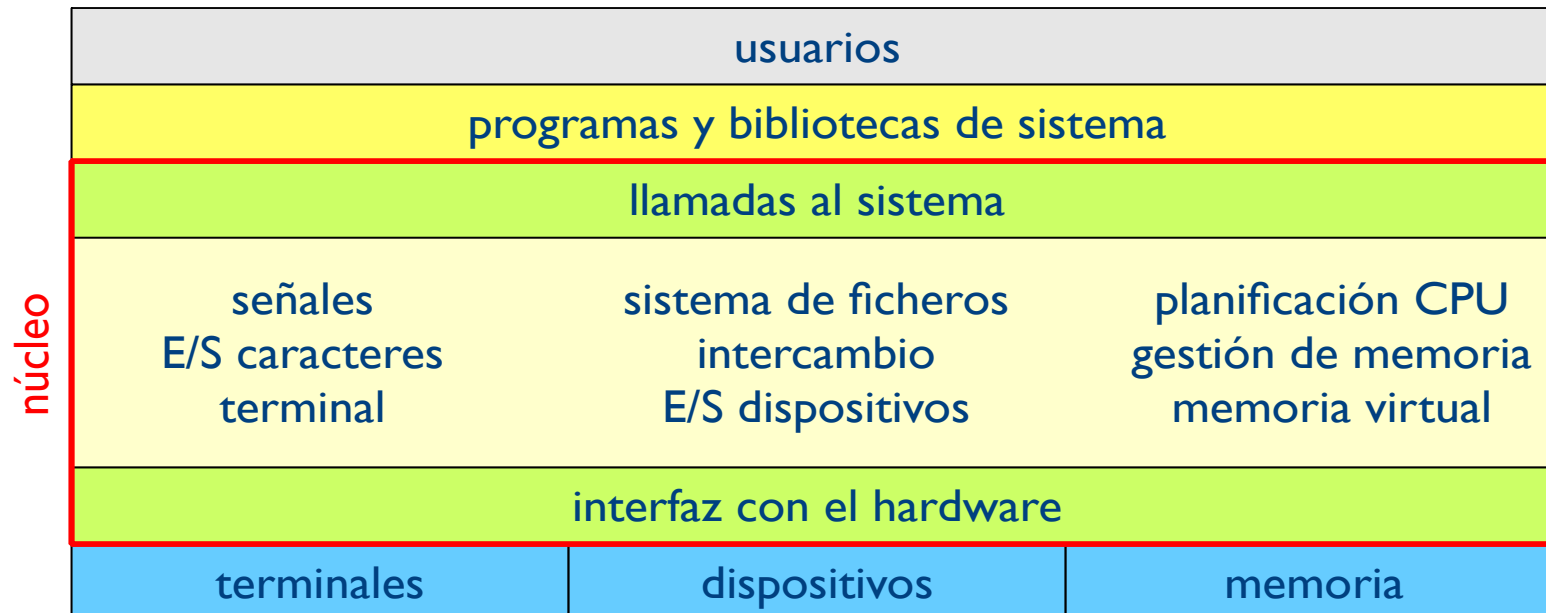 usuarios
programas y bibliotecas de sistema
llamadas al sistema
núcleo
señales
E/S caracteres
terminal
sistema de ficheros
intercambio
E/S dispositivos
planificación CPU
gestión de memoria
memoria virtual
interfaz con el hardware
terminales
dispositivos
memoria